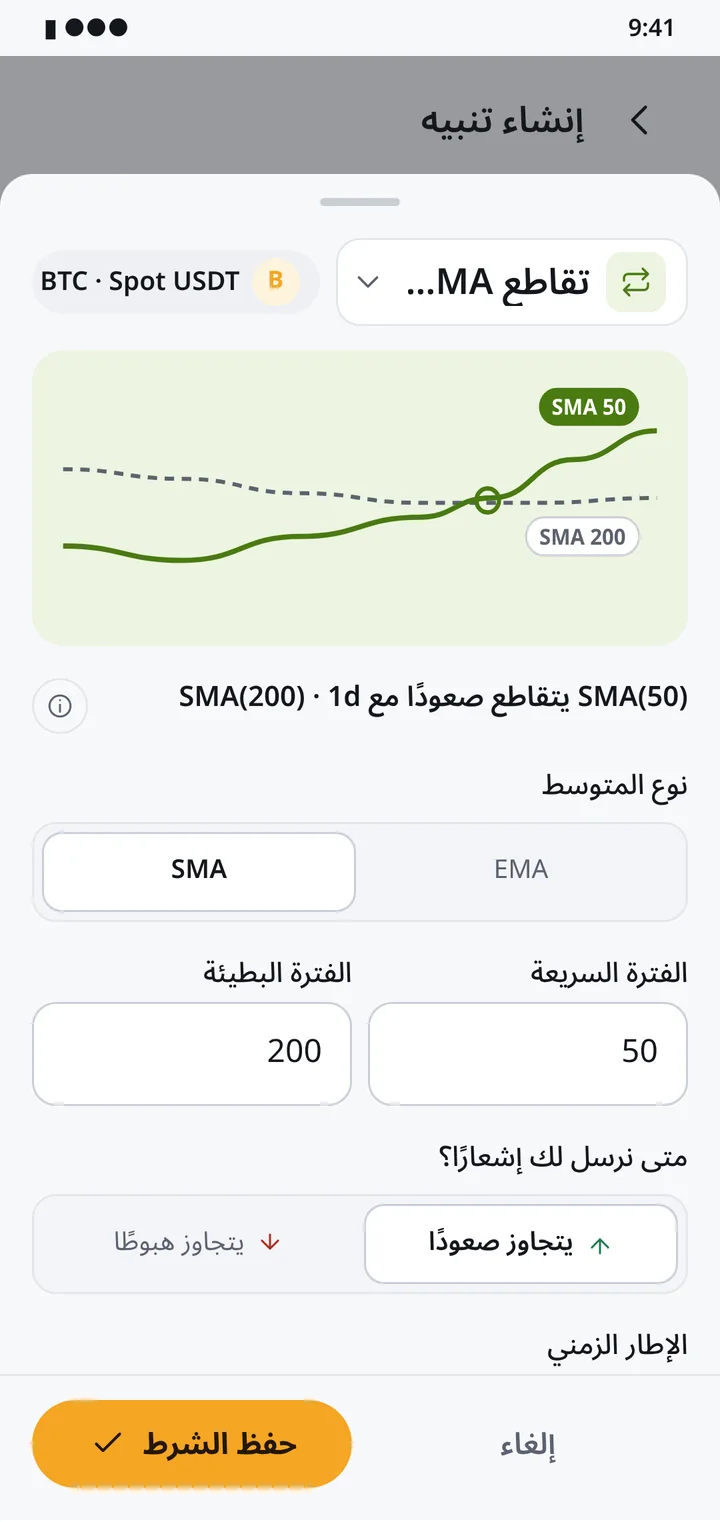 9:41
إنشاء تنبيه
تقاطع MA...
B
BTC · Spot USDT
SMA 50
SMA 200
SMA(50) يتقاطع صعودًا مع SMA(200) · 1d
نوع المتوسط
EMA
SMA
الفترة السريعة
الفترة البطيئة
50
200
متى نرسل لك إشعارًا؟
يتجاوز صعودًا
يتجاوز هبوطًا
الإطار الزمني
إلغاء
حفظ الشرط